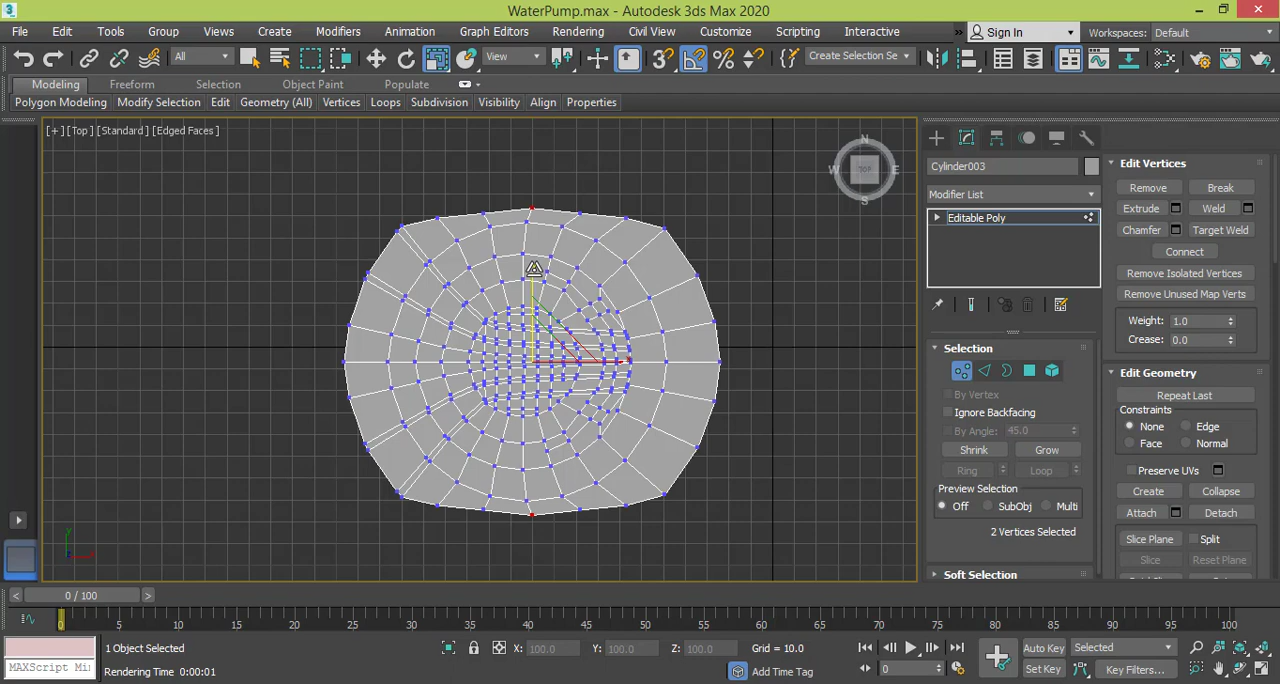 WaterPump.max - Autodesk 3ds Max 2020
File Edit Tools Group Views Create Modifiers Animation Graph Editors Rendering Civil View Customize Scripting Interactive Sign In Workspaces: Default
All View Create Selection Se
Modeling Freeform Selection Object Paint Populate
Polygon Modeling Modify Selection Edit Geometry (All) Vertices Loops Subdivision Visibility Align Properties
[+] [Top] [Standard] [Edged Faces]
N
W TOP E
S
Cylinder003
Modifier List
Editable Poly
Selection
By Vertex
Ignore Backfacing
By Angle: 45.0
Shrink Grow
Ring Loop
Preview Selection
Off SubObj Multi
2 Vertices Selected
Soft Selection
Edit Vertices
Remove Break
Extrude Weld
Chamfer Target Weld
Connect
Remove Isolated Vertices
Remove Unused Map Verts
Weight: 1.0
Crease: 0.0
Edit Geometry
Repeat Last
Constraints
None Edge
Face Normal
Preserve UVs
Create Collapse
Attach Detach
Slice Plane Split
Slice Reset Plane
y
< 0 / 100 >
0 5 10 15 20 25 30 35 40 45 50 55 60 65 70 75 80 85 90 95 100
1 Object Selected X: 100.0 Y: 100.0 Z: 100.0 Grid = 10.0 Auto Key Selected
MAXScript Mi: Rendering Time 0:00:01 Add Time Tag 0 Set Key Key Filters...